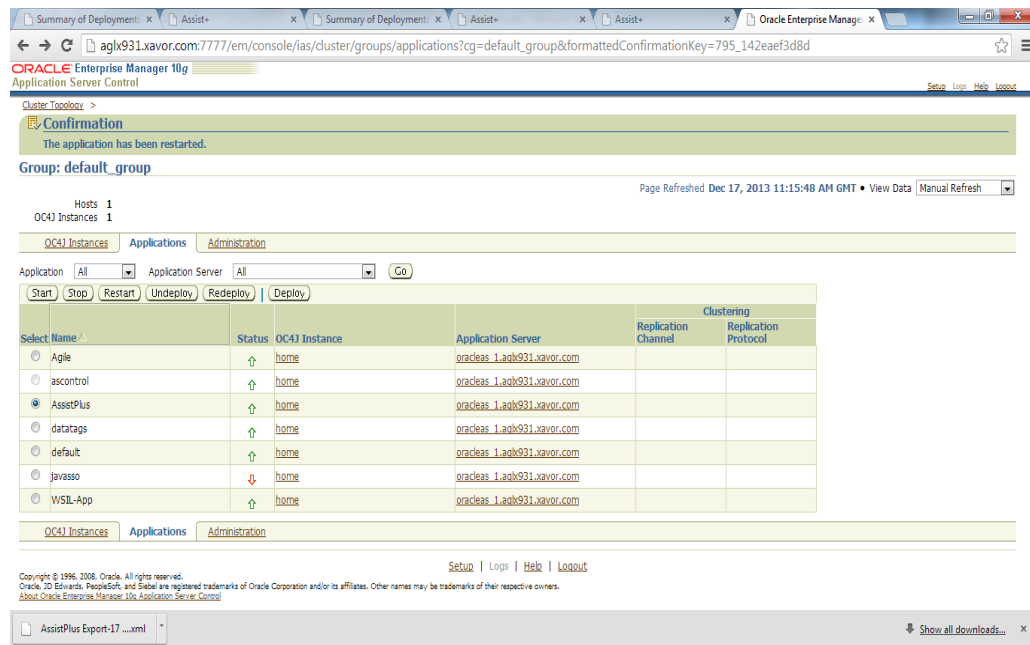 Summary of Deployments × Assist+ × Summary of Deployments × Assist+ × Assist+ × Oracle Enterprise Manage ×
aglx931.xavor.com:7777/em/console/ias/cluster/groups/applications?cg=default_group&formattedConfirmationKey=795_142eaef3d8d
ORACLE Enterprise Manager 10g
Application Server Control
Setup Logs Help Logout
Cluster Topology >
Confirmation
The application has been restarted.
Group: default_group
Page Refreshed Dec 17, 2013 11:15:48 AM GMT • View Data Manual Refresh
Hosts 1
OC4J Instances 1
OC4J Instances Applications Administration
Application All Application Server All Go
Start Stop Restart Undeploy Redeploy | Deploy
Clustering
Select Name Status OC4J Instance Application Server Replication Channel Replication Protocol
Agile home oracleas_1.aglx931.xavor.com
ascontrol home oracleas_1.aglx931.xavor.com
AssistPlus home oracleas_1.aglx931.xavor.com
datatags home oracleas_1.aglx931.xavor.com
default home oracleas_1.aglx931.xavor.com
javasso home oracleas_1.aglx931.xavor.com
WSIL-App home oracleas_1.aglx931.xavor.com
OC4J Instances Applications Administration
Setup | Logs | Help | Logout
Copyright © 1996, 2008, Oracle. All rights reserved.
Oracle, JD Edwards, PeopleSoft, and Siebel are registered trademarks of Oracle Corporation and/or its affiliates. Other names may be trademarks of their respective owners.
About Oracle Enterprise Manager 10g Application Server Control
AssistPlus Export-17 ....xml
Show all downloads... ×